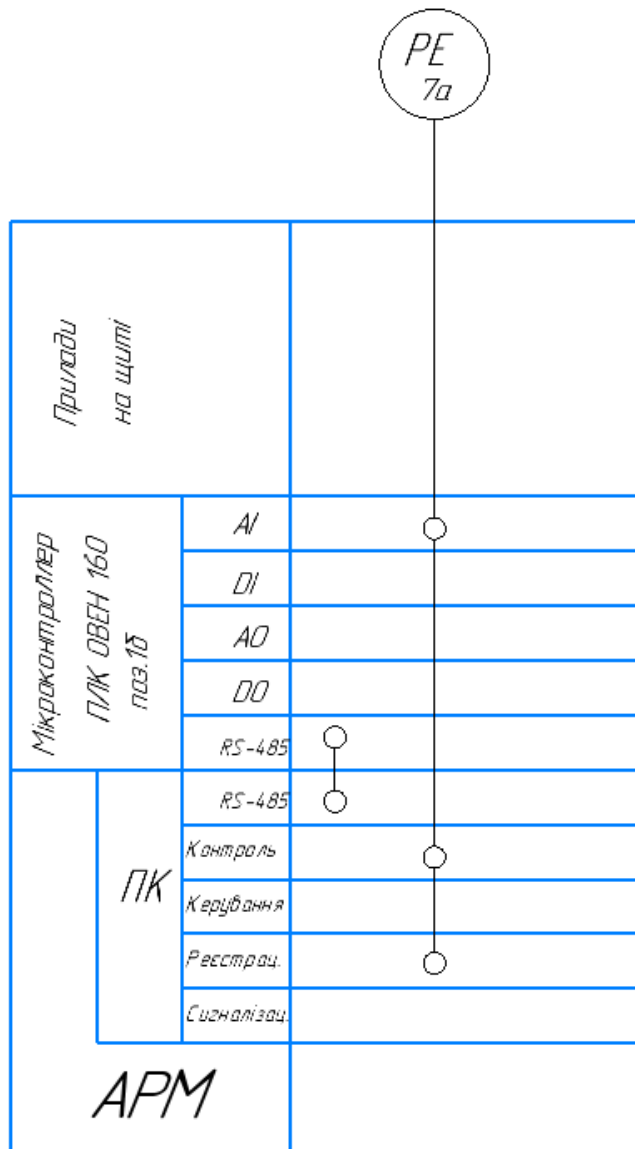 PE
7а
Прилади
на щиті
Мікроконтроллер
ПЛК ОВЕН 160
поз.1б
AI
DI
AO
DO
RS-485
ПК
RS-485
Контроль
Керування
Реєстрац.
Сигналізац.
АРМ